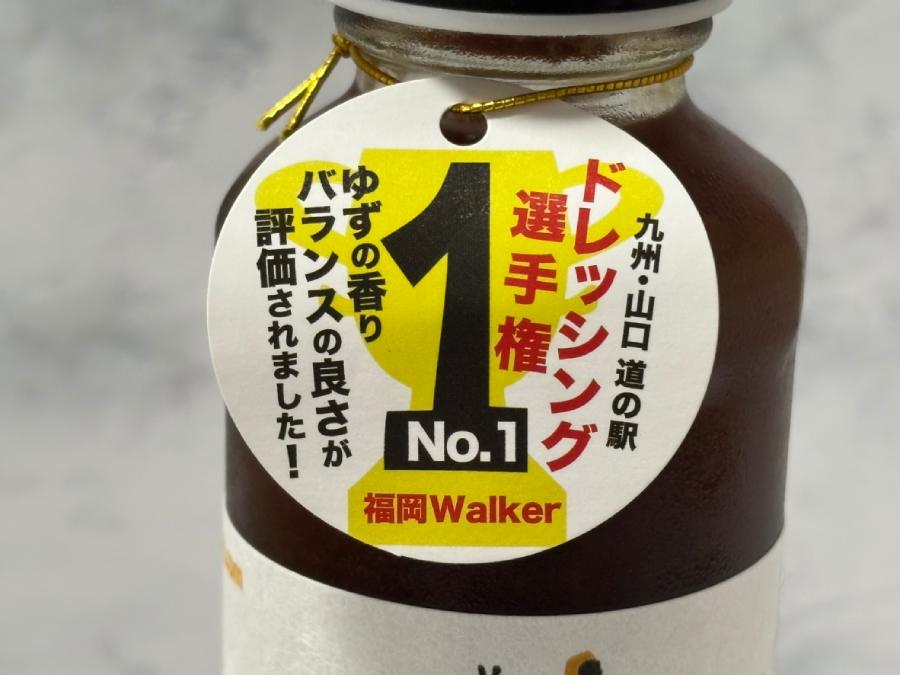 九州・山口 道の駅
ドレッシング
選手権
1
No.1
福岡Walker
ゆずの香り
バランスの良さが
評価されました!